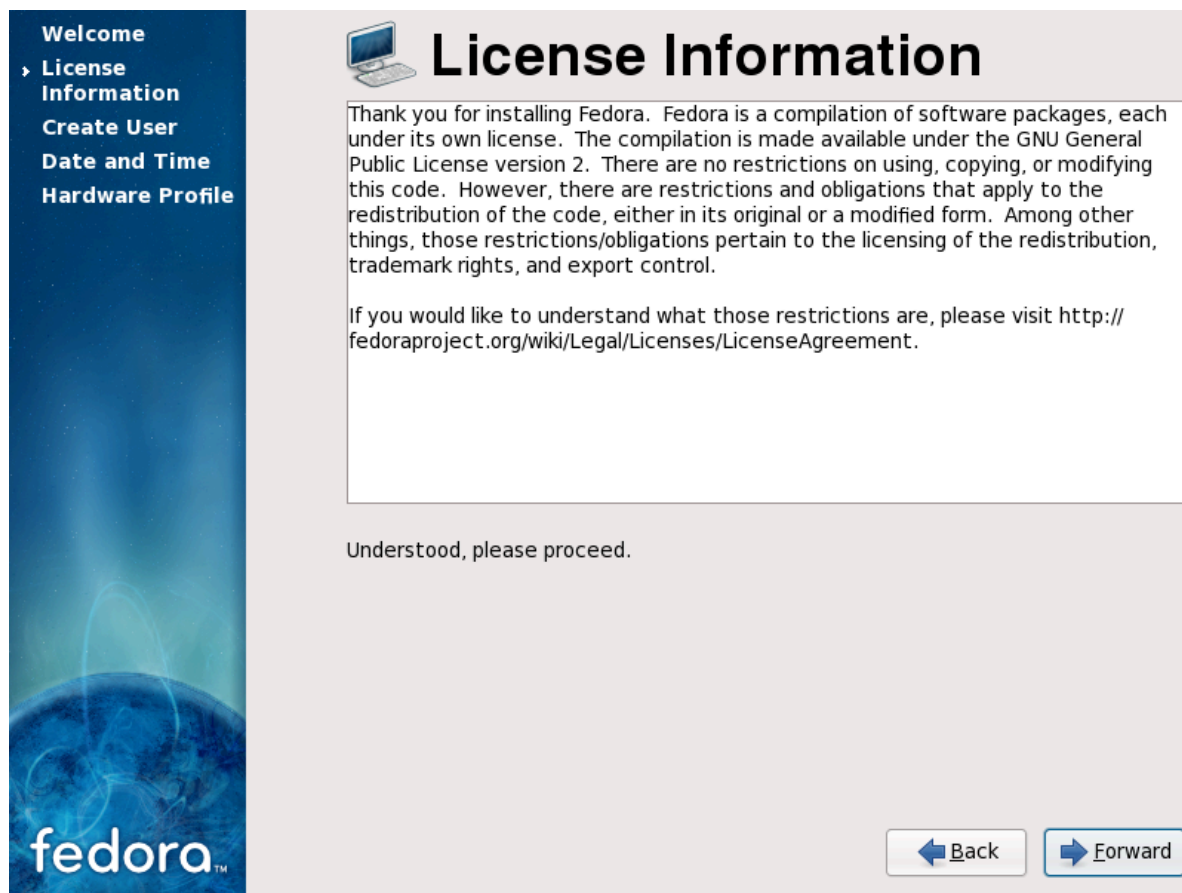 Welcome
License
Information
Create User
Date and Time
Hardware Profile
License Information
Thank you for installing Fedora.  Fedora is a compilation of software packages, each
under its own license.  The compilation is made available under the GNU General
Public License version 2.  There are no restrictions on using, copying, or modifying
this code.  However, there are restrictions and obligations that apply to the
redistribution of the code, either in its original or a modified form.  Among other
things, those restrictions/obligations pertain to the licensing of the redistribution,
trademark rights, and export control.
If you would like to understand what those restrictions are, please visit http://
fedoraproject.org/wiki/Legal/Licenses/LicenseAgreement.
Understood, please proceed.
fedora™
Back
Forward